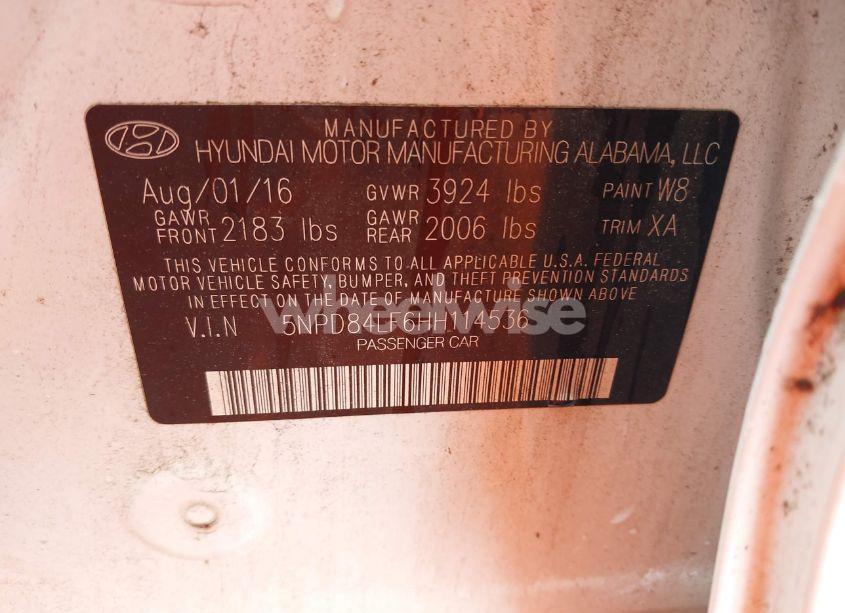 MANUFACTURED BY
HYUNDAI MOTOR MANUFACTURING ALABAMA, LLC
Aug/01/16 GVWR 3924 lbs PAINT W8
GAWR FRONT 2183 lbs GAWR REAR 2006 lbs TRIM XA
THIS VEHICLE CONFORMS TO ALL APPLICABLE U.S.A. FEDERAL
MOTOR VEHICLE SAFETY, BUMPER, AND THEFT PREVENTION STANDARDS
IN EFFECT ON THE DATE OF MANUFACTURE SHOWN ABOVE
V.I.N
wheelwise
PASSENGER CAR